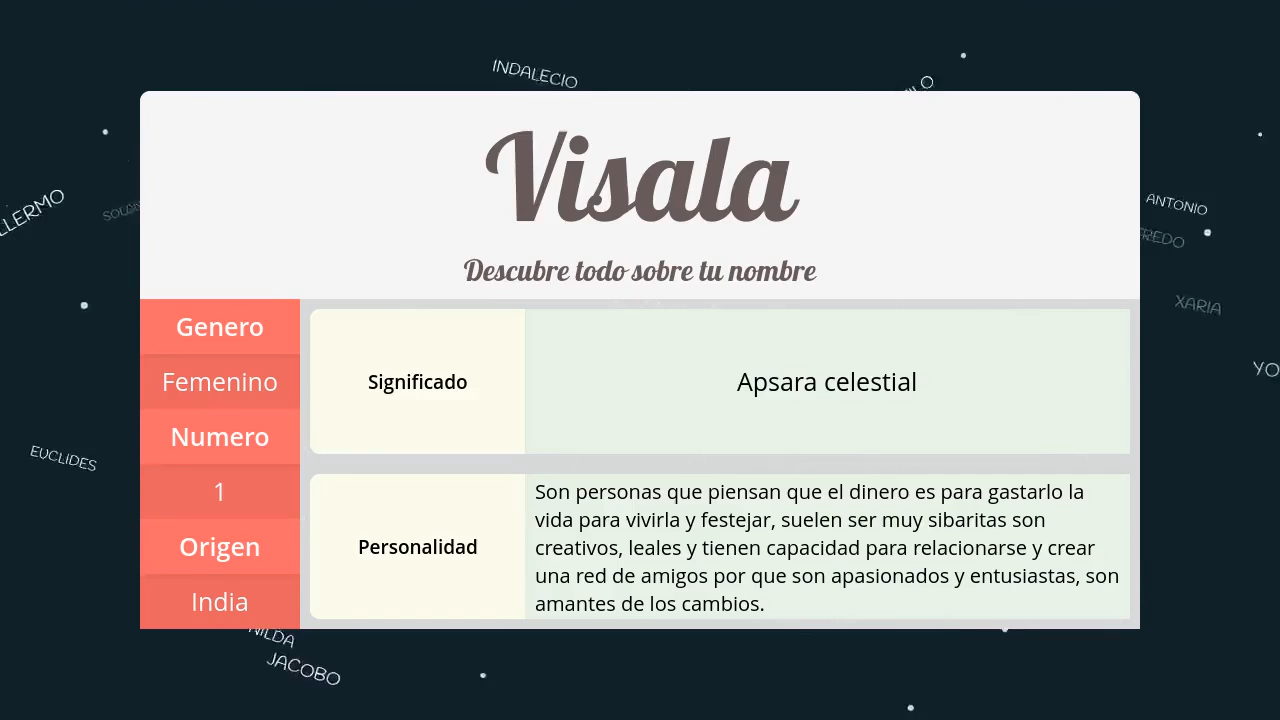 INDALECIO
Visala
ANTONIO
Descubre todo sobre tu nombre
XARIA
Genero
Femenino
Numero
1
Origen
India
Significado
Apsara celestial
EUCLIDES
Personalidad
Son personas que piensan que el dinero es para gastarlo la
vida para vivirla y festejar, suelen ser muy sibaritas son
creativos, leales y tienen capacidad para relacionarse y crear
una red de amigos por que son apasionados y entusiastas, son
amantes de los cambios.
JACOBO